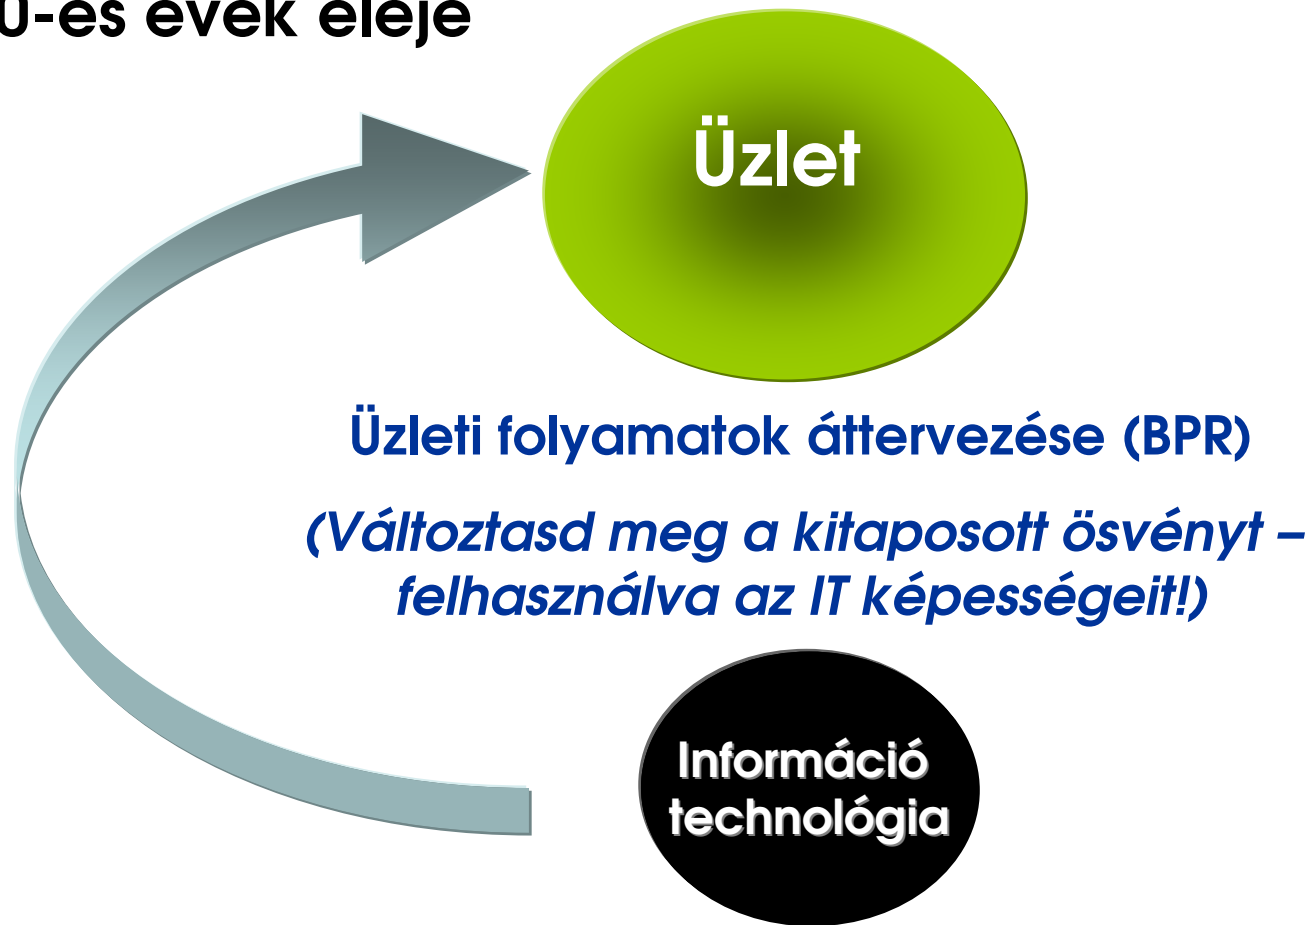 0-es évek eleje
Üzlet
Üzleti folyamatok áttervezése (BPR)
(Változtasd meg a kitaposott ösvényt –
felhasználva az IT képességeit!)
Információ
technológia